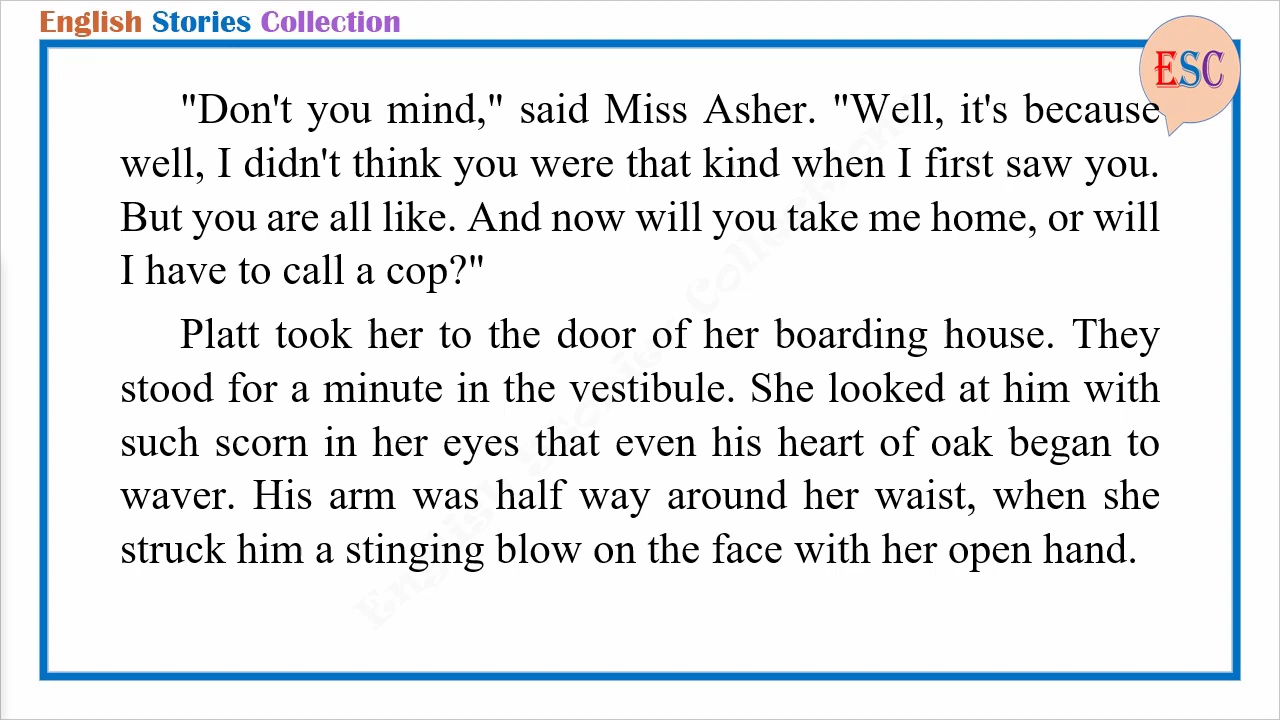 English Stories Collection
ESC
"Don't you mind," said Miss Asher. "Well, it's because
well, I didn't think you were that kind when I first saw you.
But you are all like. And now will you take me home, or will
I have to call a cop?"
Platt took her to the door of her boarding house. They
stood for a minute in the vestibule. She looked at him with
such scorn in her eyes that even his heart of oak began to
waver. His arm was half way around her waist, when she
struck him a stinging blow on the face with her open hand.
English Stories Collection